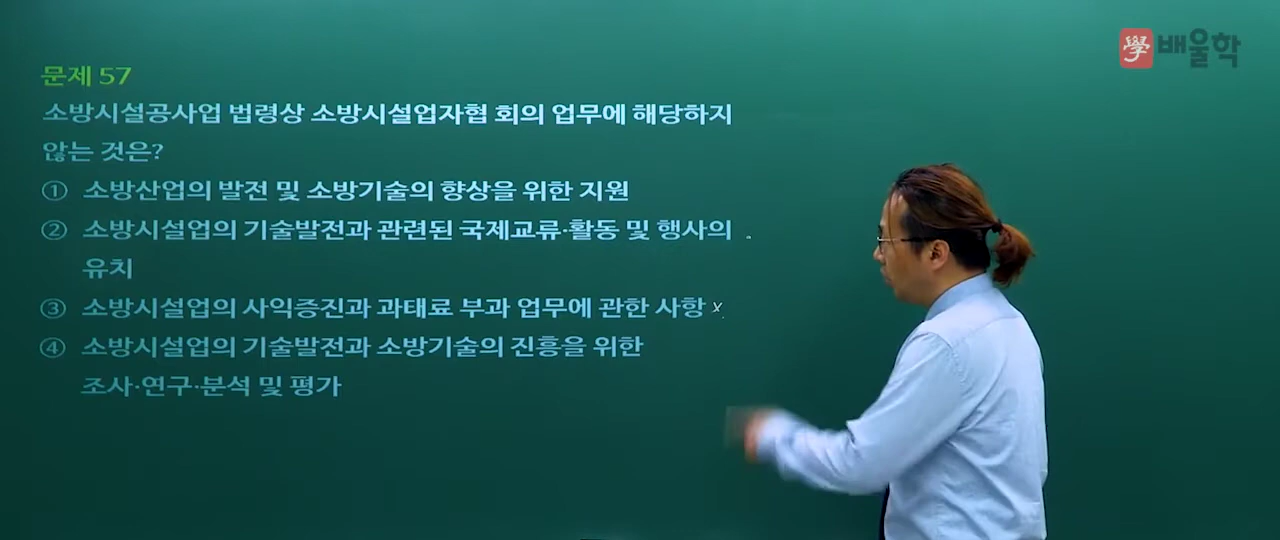 學 배울학
문제 57
소방시설공사업 법령상 소방시설업자협 회의 업무에 해당하지
않는 것은?
① 소방산업의 발전 및 소방기술의 향상을 위한 지원
② 소방시설업의 기술발전과 관련된 국제교류·활동 및 행사의
유치
③ 소방시설업의 사익증진과 과태료 부과 업무에 관한 사항 x
④ 소방시설업의 기술발전과 소방기술의 진흥을 위한
조사·연구·분석 및 평가